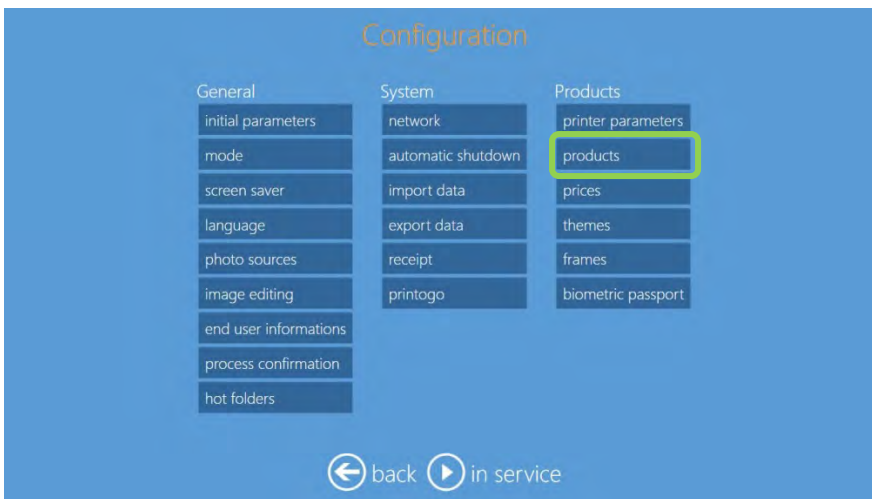 Configuration
General
initial parameters
mode
screen saver
language
photo sources
image editing
end user informations
process confirmation
hot folders
System
network
automatic shutdown
import data
export data
receipt
printogo
Products
printer parameters
products
prices
themes
frames
biometric passport
back in service